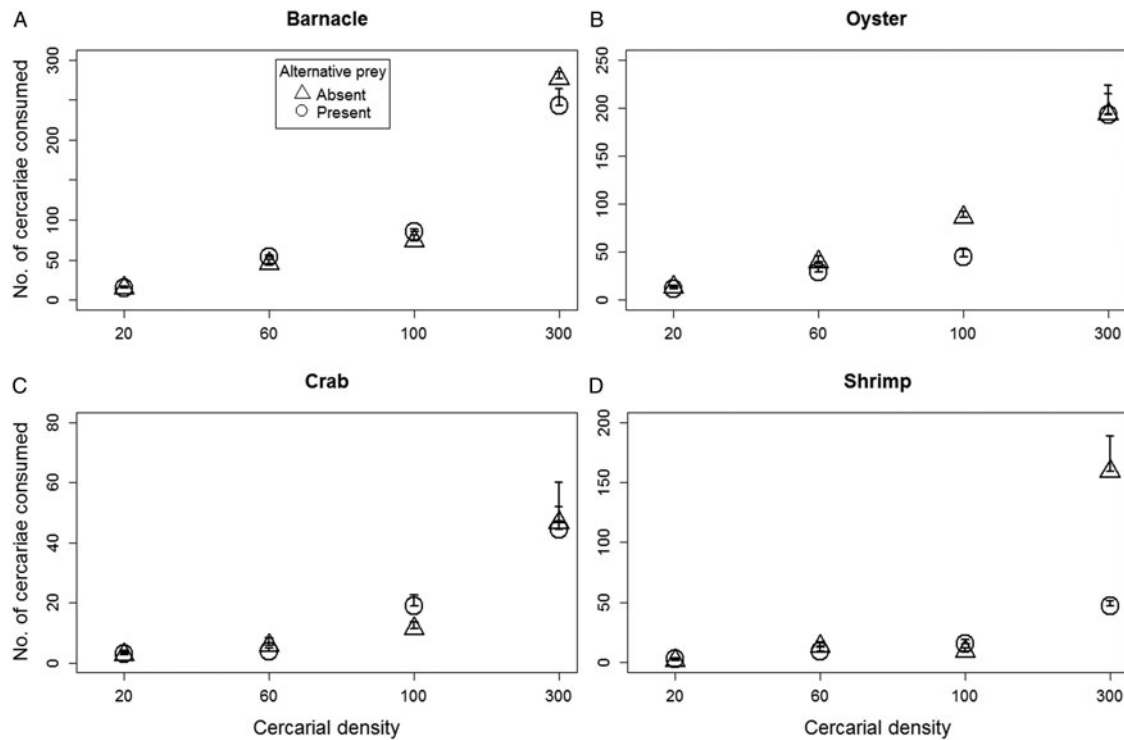 A
Barnacle
B
Oyster
No. of cercariae consumed
300
200
100
50
0
Alternative prey
Absent
Present
20
60
100
300
250
200
150
100
50
0
20
60
100
300
C
Crab
D
Shrimp
No. of cercariae consumed
80
60
40
20
0
20
60
100
300
Cercarial density
200
150
100
50
0
20
60
100
300
Cercarial density